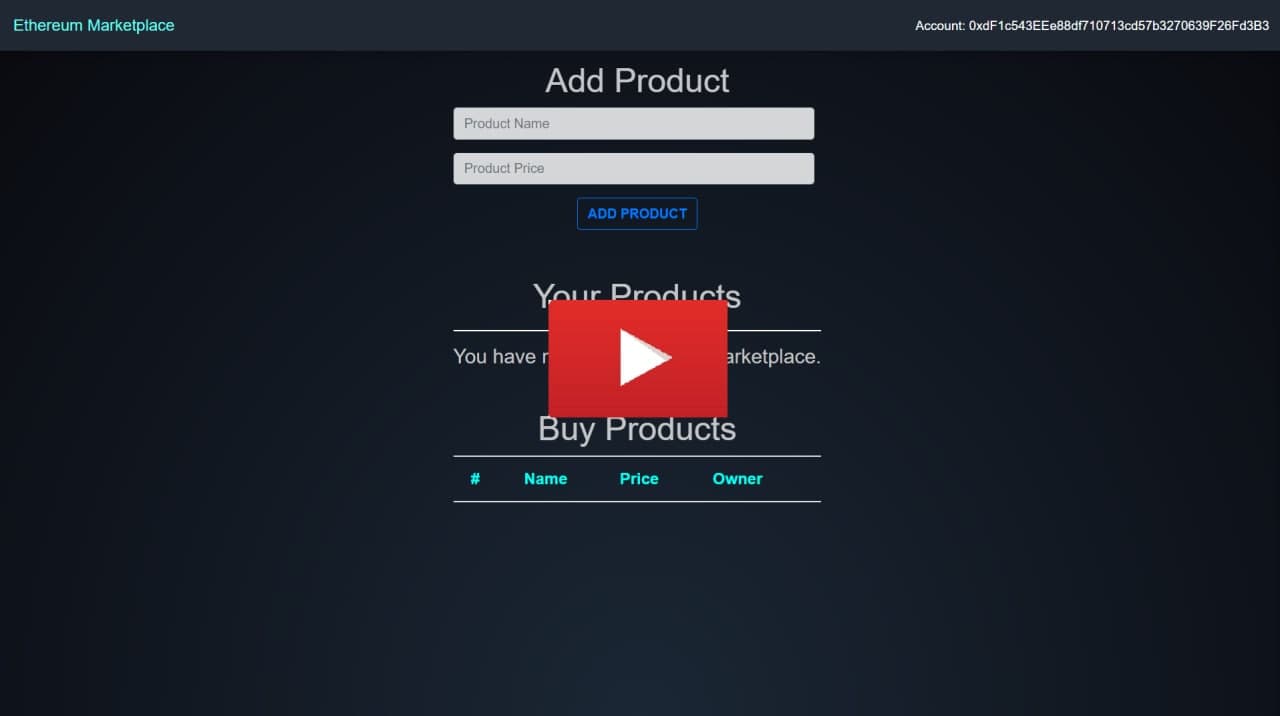 Ethereum Marketplace
Account: 0xdF1c543EEe88df710713cd57b3270639F26Fd3B3
Add Product
Product Name
Product Price
ADD PRODUCT
Your Products
You have arketplace.
Buy Products
# Name Price Owner